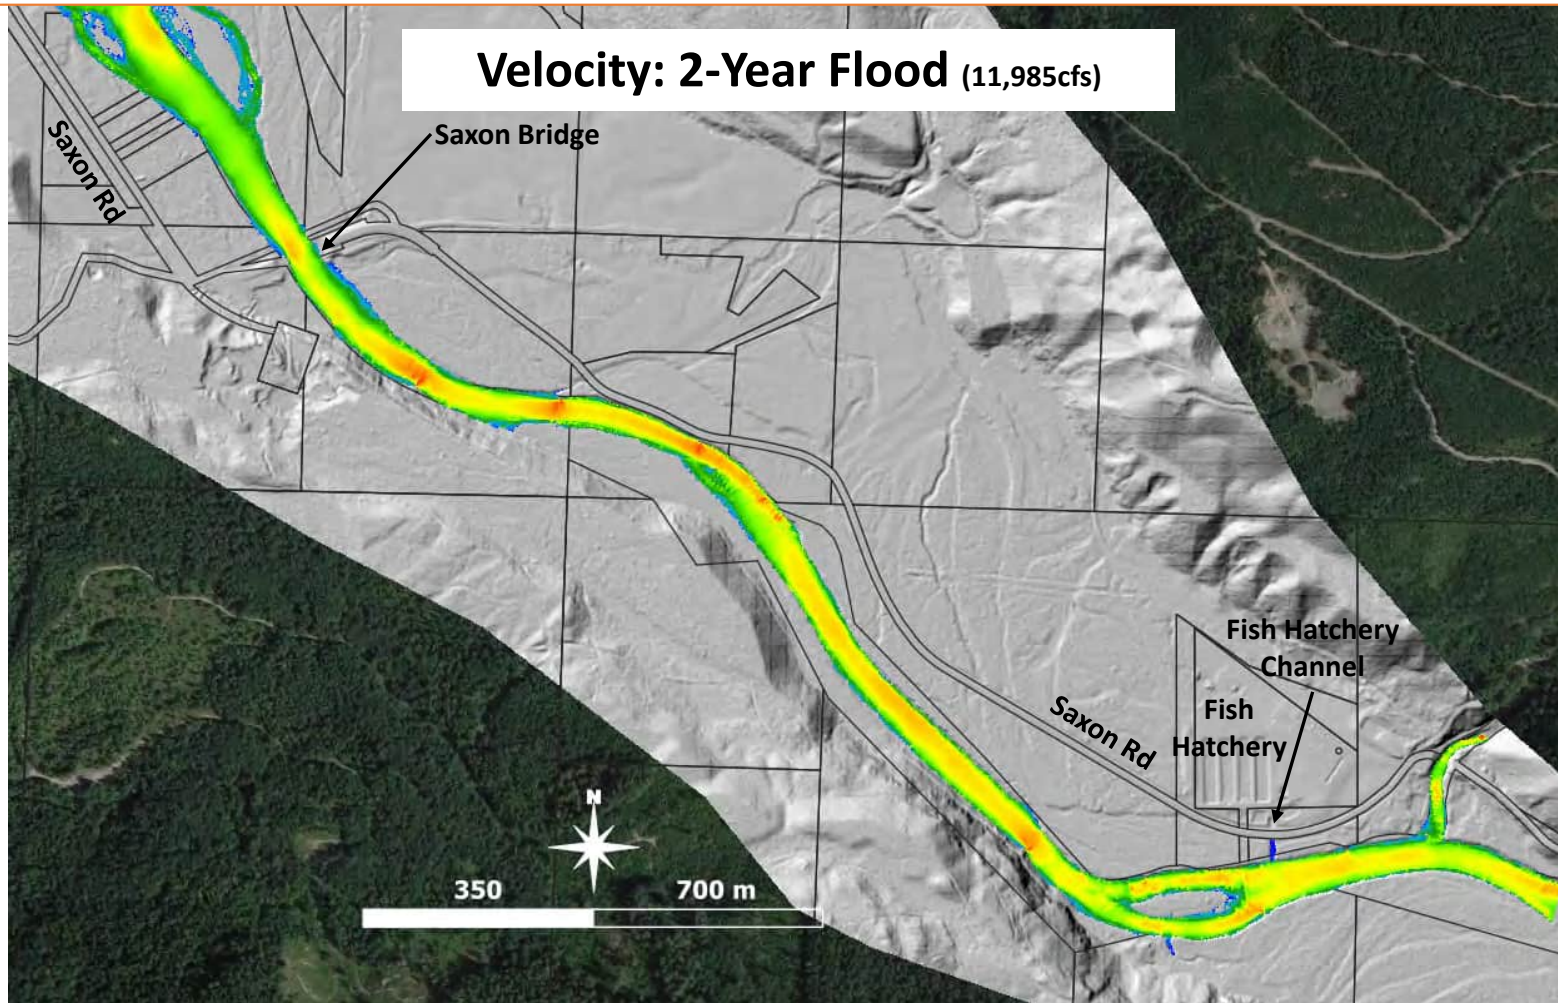 Velocity: 2-Year Flood (11,985cfs)
Saxon Bridge
Saxon Rd
Fish Hatchery
Channel
Fish
Hatchery
Saxon Rd
N
350 700 m